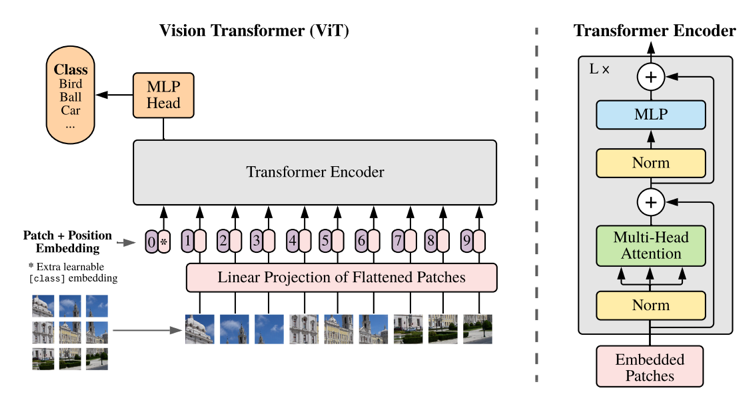 Vision Transformer (ViT)
Class
Bird
Ball
Car
...
MLP
Head
Transformer Encoder
Patch + Position
Embedding
0 * 1 2 3 4 5 6 7 8 9
* Extra learnable
[class] embedding
Linear Projection of Flattened Patches
Transformer Encoder
L x
+
MLP
Norm
+
Multi-Head
Attention
Norm
Embedded
Patches